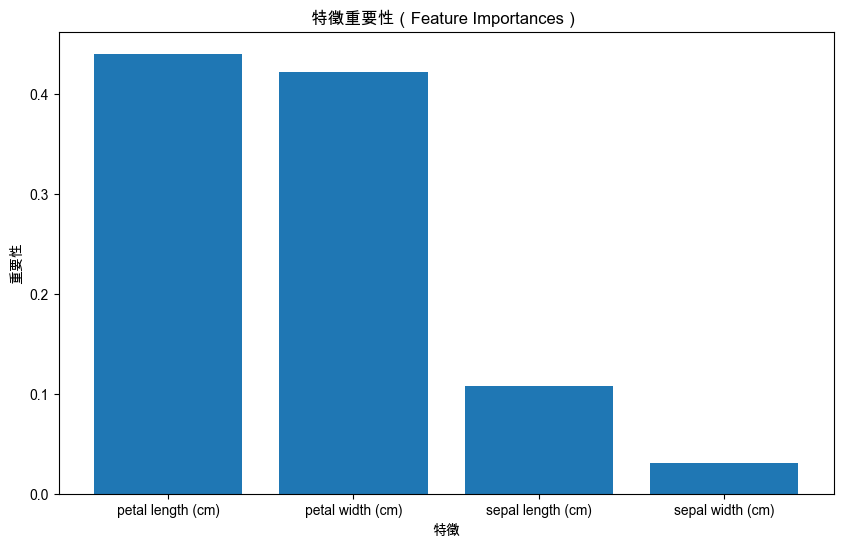 特徵重要性（Feature Importances）
重要性
0.4
0.3
0.2
0.1
0.0
petal length (cm)
petal width (cm)
sepal length (cm)
sepal width (cm)
特徵